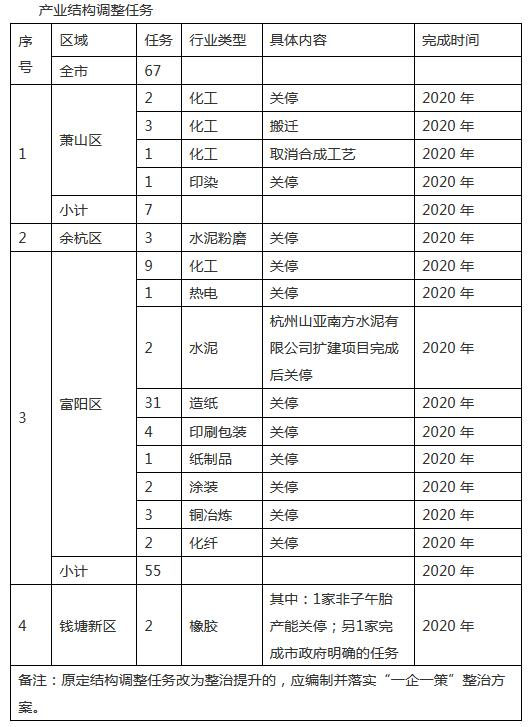 产业结构调整任务
序号 区域 任务 行业类型 具体内容 完成时间
全市 67
1 萧山区 2 化工 关停 2020 年
3 化工 搬迁 2020 年
1 化工 取消合成工艺 2020 年
1 印染 关停 2020 年
小计 7 2020 年
2 余杭区 3 水泥粉磨 关停 2020 年
3 富阳区 9 化工 关停 2020 年
1 热电 关停 2020 年
2 水泥 杭州山亚南方水泥有
限公司扩建项目完成
后关停 2020 年
31 造纸 关停 2020 年
4 印刷包装 关停 2020 年
1 纸制品 关停 2020 年
2 涂装 关停 2020 年
3 铜冶炼 关停 2020 年
2 化纤 关停 2020 年
小计 55 2020 年
4 钱塘新区 2 橡胶 其中：1家非子午胎
产能关停；另1家完
成市政府明确的任务 2020 年
备注：原定结构调整任务改为整治提升的，应编制并落实“一企一策”整治方
案。